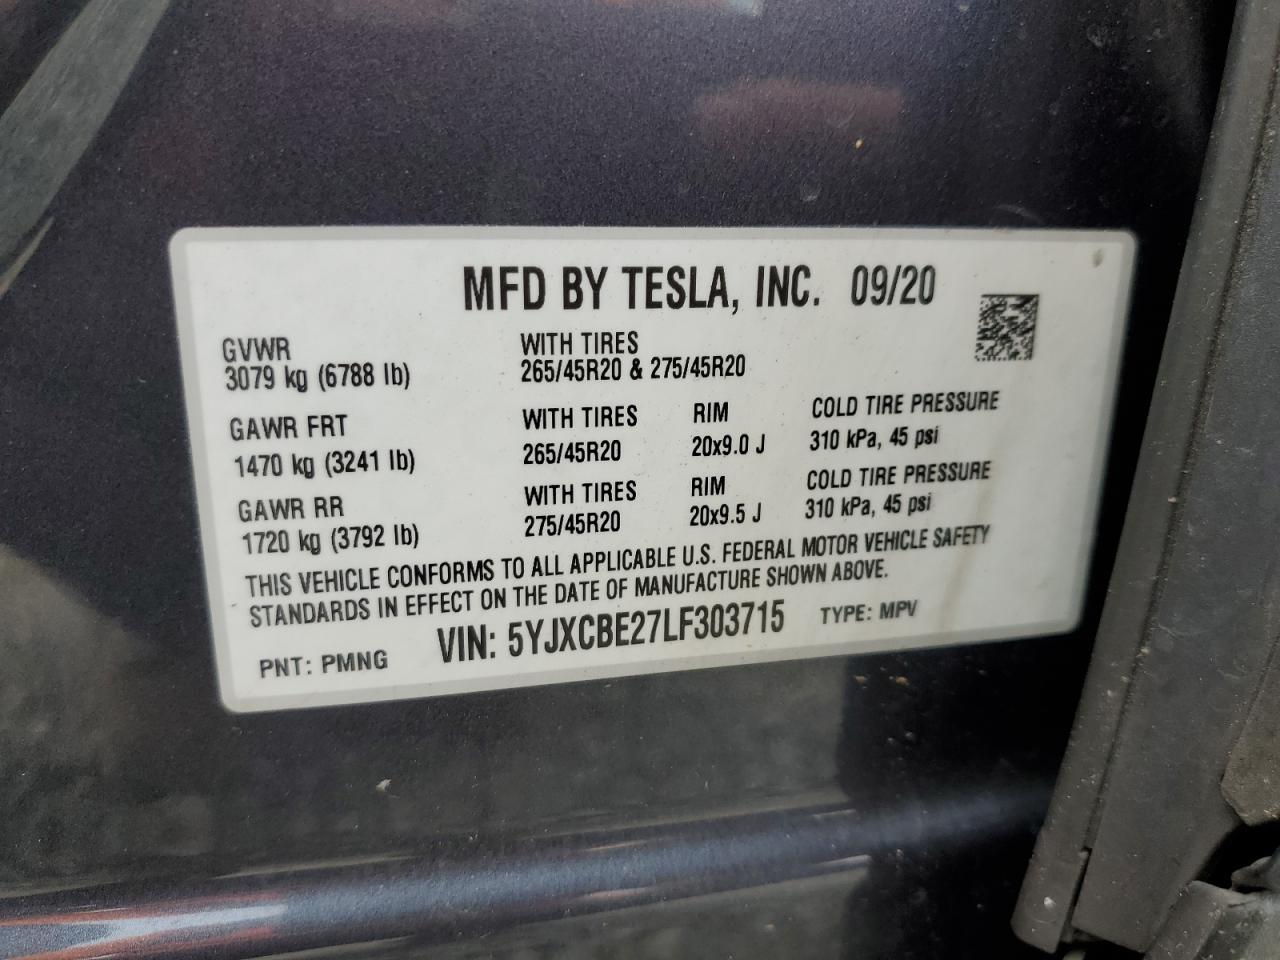 MFD BY TESLA, INC. 09/20
GVWR WITH TIRES
3079 kg (6788 lb) 265/45R20 & 275/45R20
GAWR FRT WITH TIRES RIM COLD TIRE PRESSURE
1470 kg (3241 lb) 265/45R20 20x9.0 J 310 kPa, 45 psi
GAWR RR WITH TIRES RIM COLD TIRE PRESSURE
1720 kg (3792 lb) 275/45R20 20x9.5 J 310 kPa, 45 psi
THIS VEHICLE CONFORMS TO ALL APPLICABLE U.S. FEDERAL MOTOR VEHICLE SAFETY
STANDARDS IN EFFECT ON THE DATE OF MANUFACTURE SHOWN ABOVE.
PNT: PMNG VIN: 5YJXCBE27LF303715 TYPE: MPV